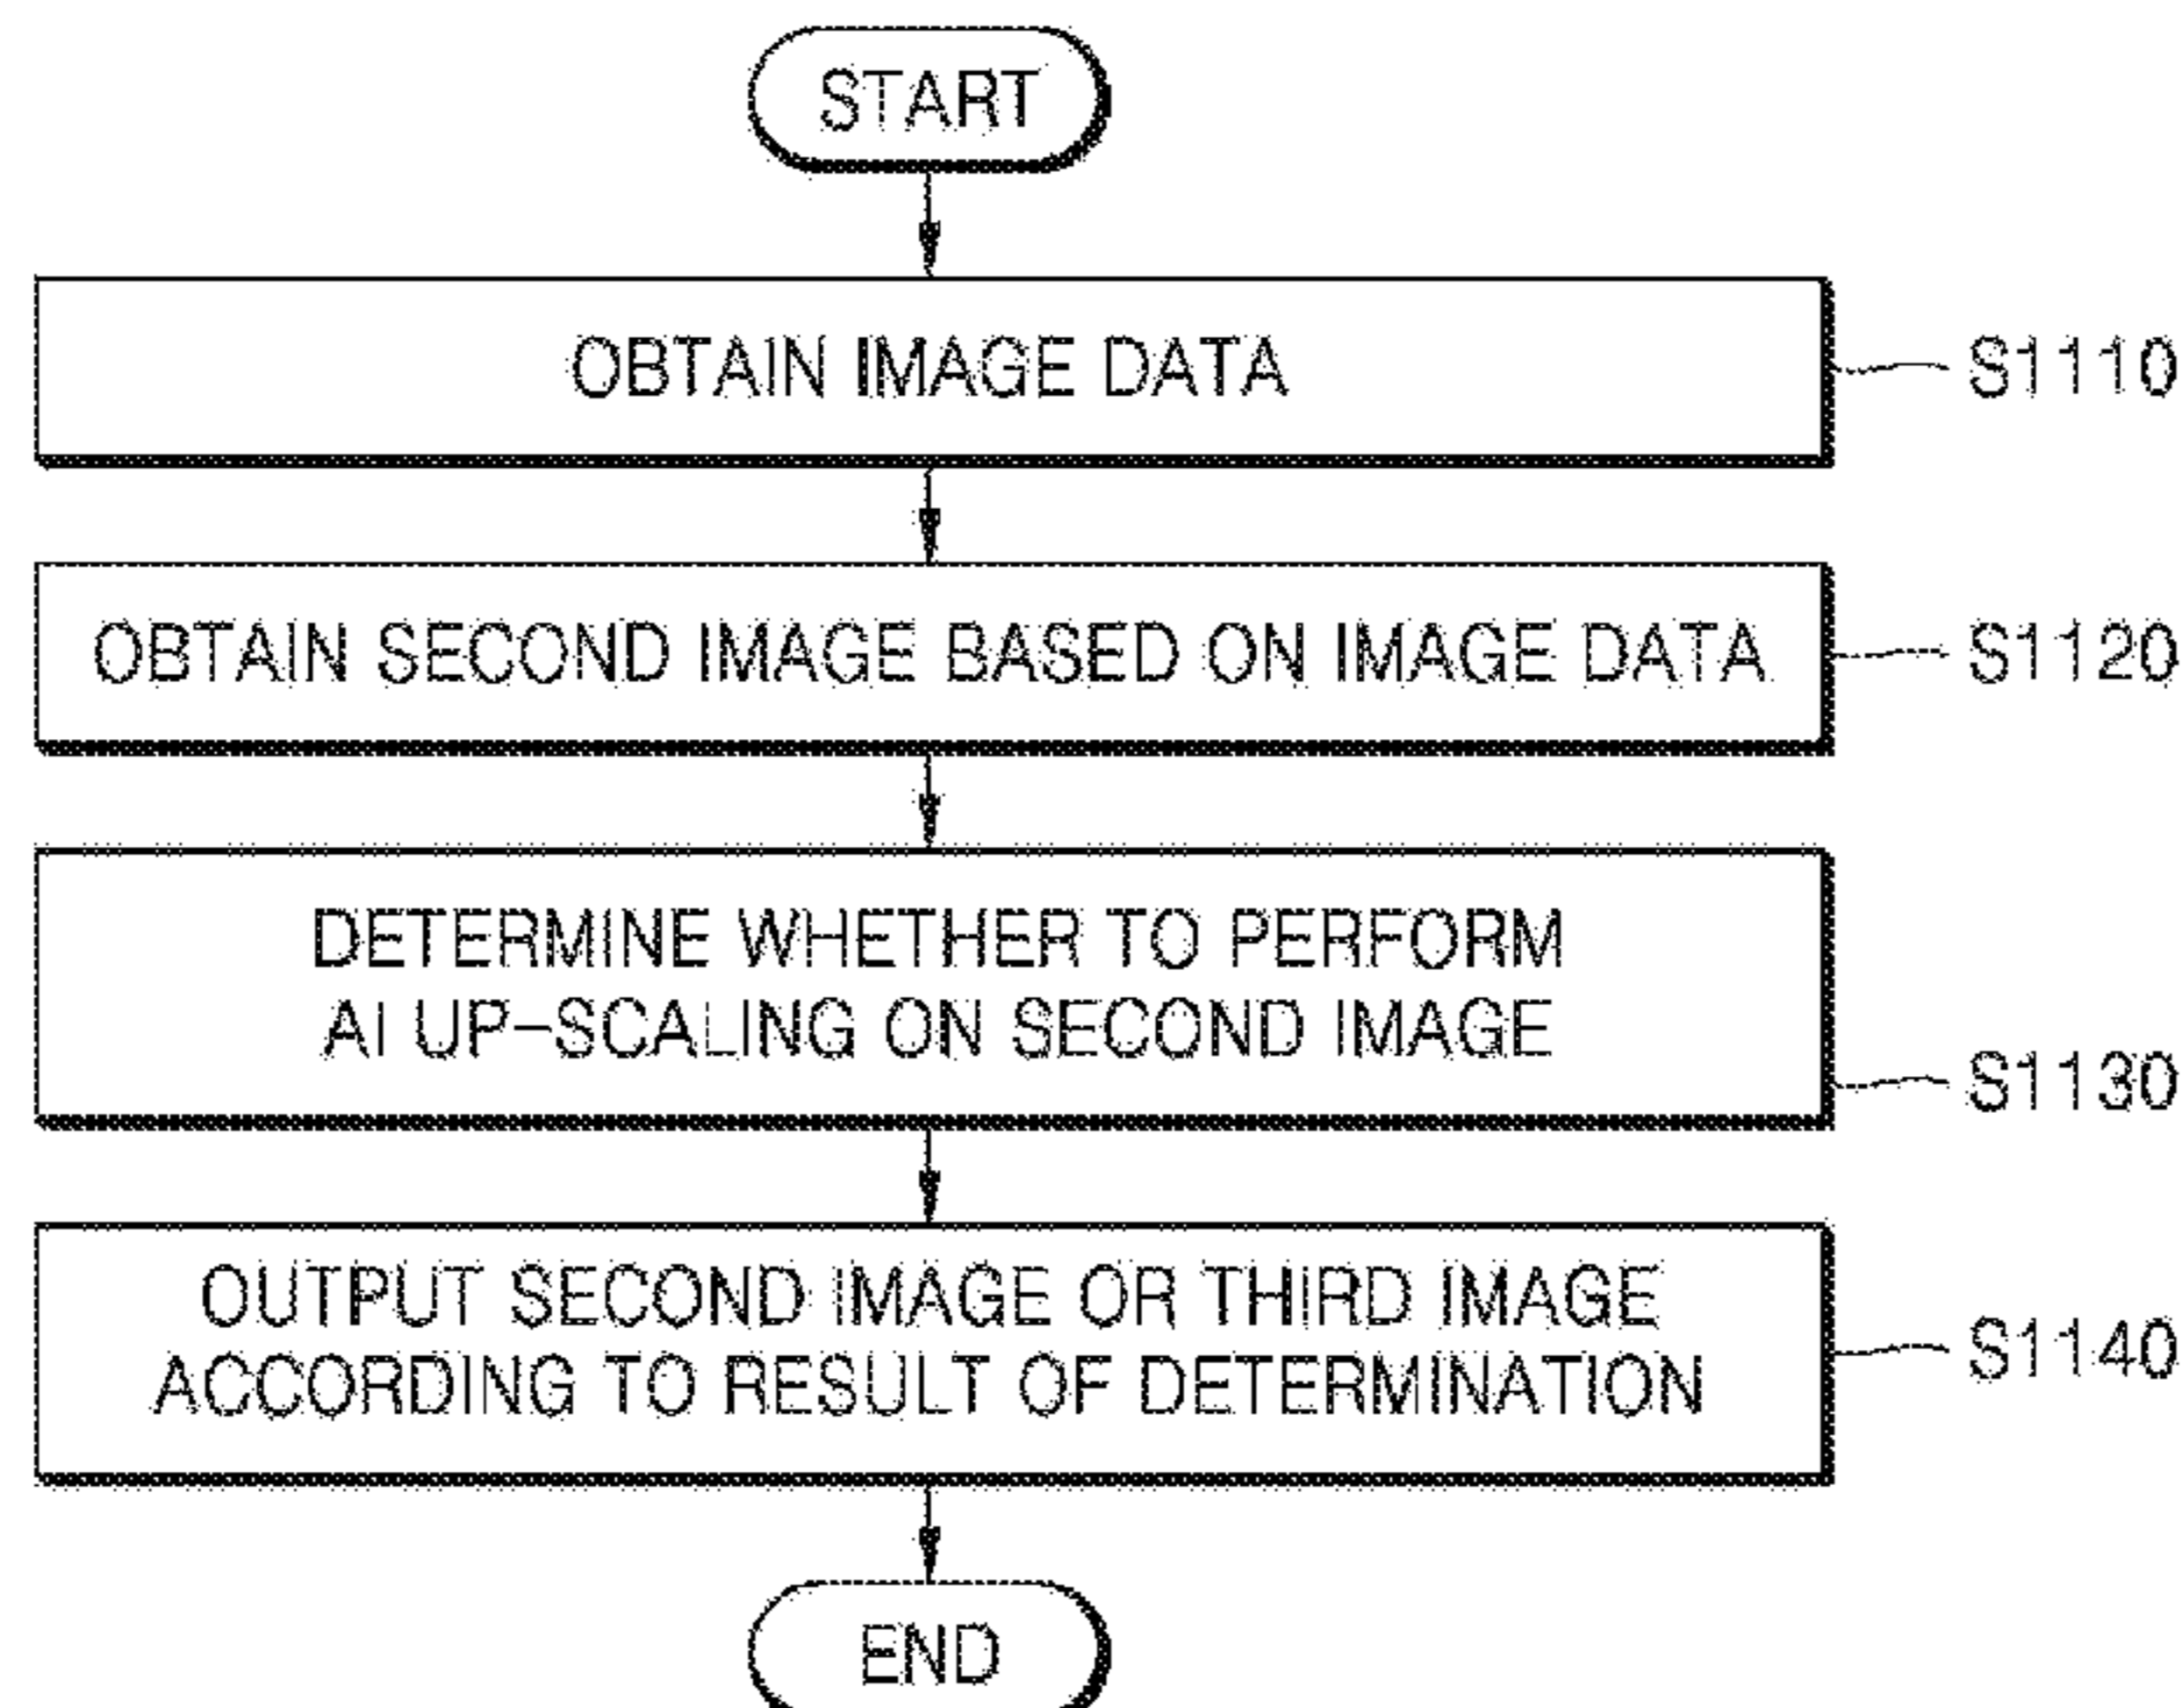 START
OBTAIN IMAGE DATA
S1110
OBTAIN SECOND IMAGE BASED ON IMAGE DATA
S1120
DETERMINE WHETHER TO PERFORM
AI UP-SCALING ON SECOND IMAGE
S1130
OUTPUT SECOND IMAGE OR THIRD IMAGE
ACCORDING TO RESULT OF DETERMINATION
S1140
END